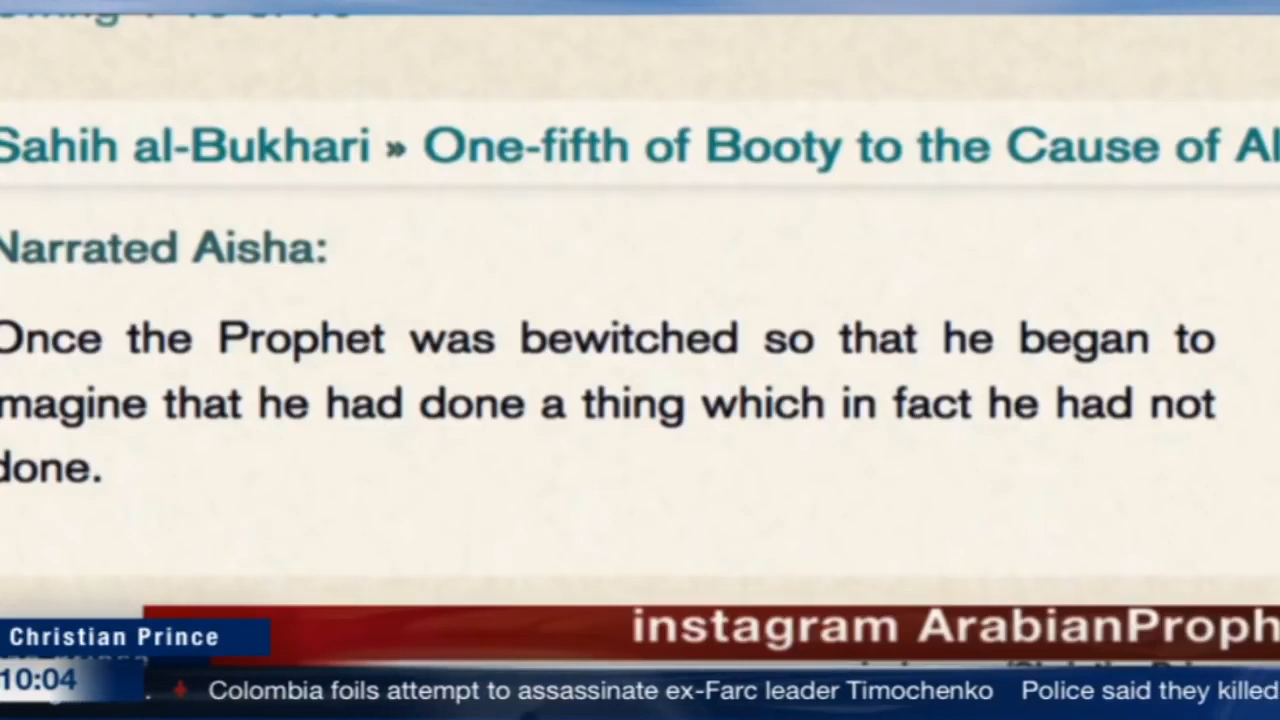 Sahih al-Bukhari » One-fifth of Booty to the Cause of
Narrated Aisha:
Once the Prophet was bewitched so that he began to
imagine that he had done a thing which in fact he had not
done.
instagram ArabianProph
Christian Prince
10:04
Colombia foils attempt to assassinate ex-Farc leader Timochenko Police said they killed